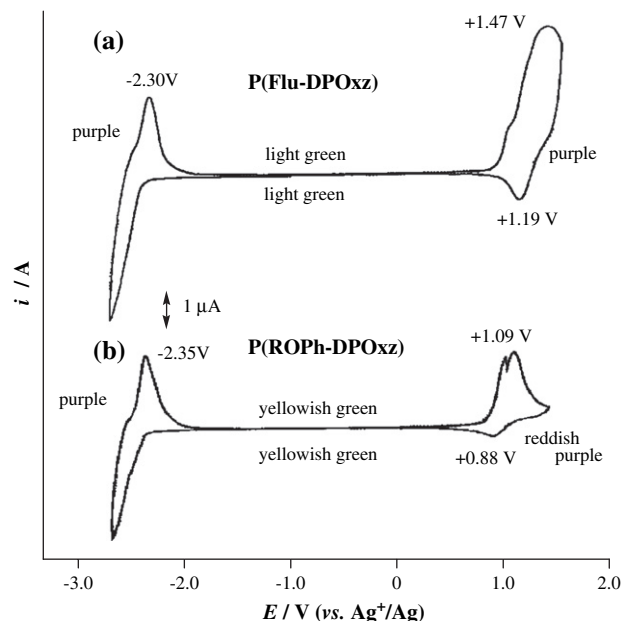 (a)
+1.47 V
-2.30V
P(Flu-DPOxz)
purple
light green
purple
light green
+1.19 V
i / A
1 μA
(b)
P(ROPh-DPOxz)
+1.09 V
-2.35V
purple
yellowish green
yellowish green
reddish
purple
+0.88 V
-3.0
-2.0
-1.0
0
1.0
2.0
E / V (vs. Ag⁺/Ag)